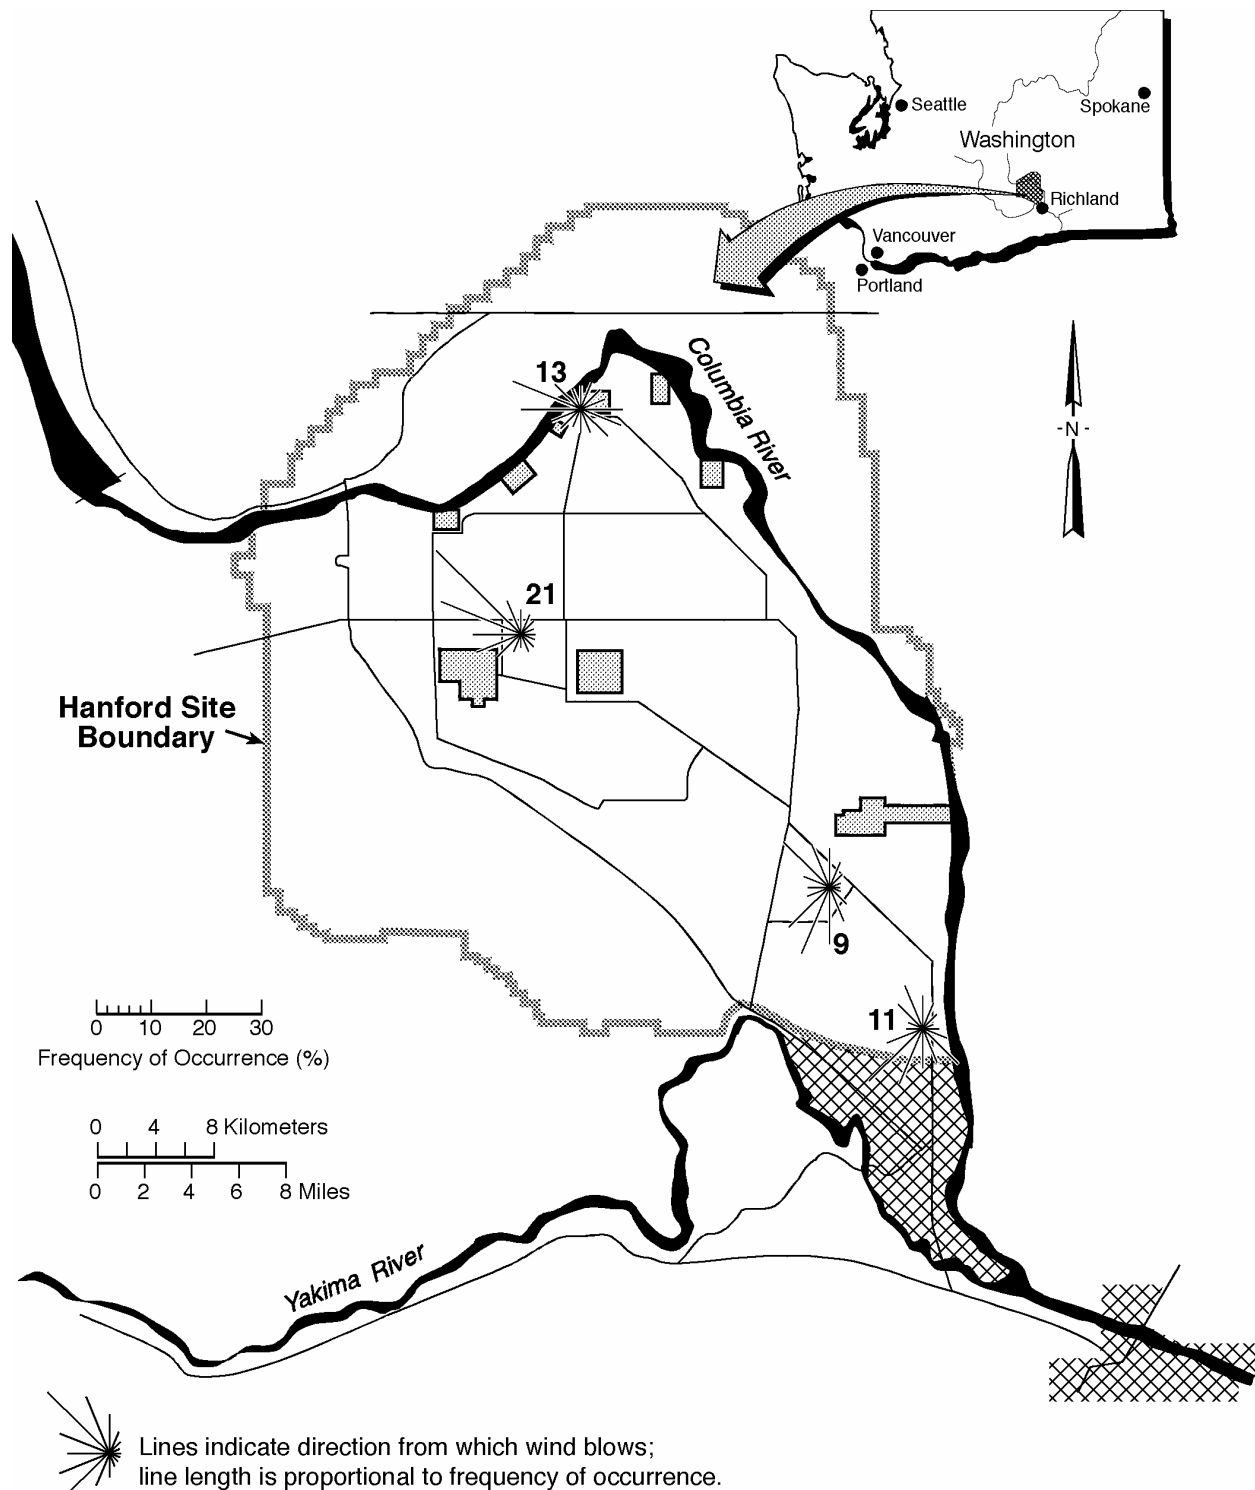 Seattle
Spokane
Washington
Richland
Vancouver
Portland
Columbia River
13
-N-
21
Hanford Site
Boundary
9
11
0 10 20 30
Frequency of Occurrence (%)
0 4 8 Kilometers
0 2 4 6 8 Miles
Yakima River
Lines indicate direction from which wind blows;
line length is proportional to frequency of occurrence.